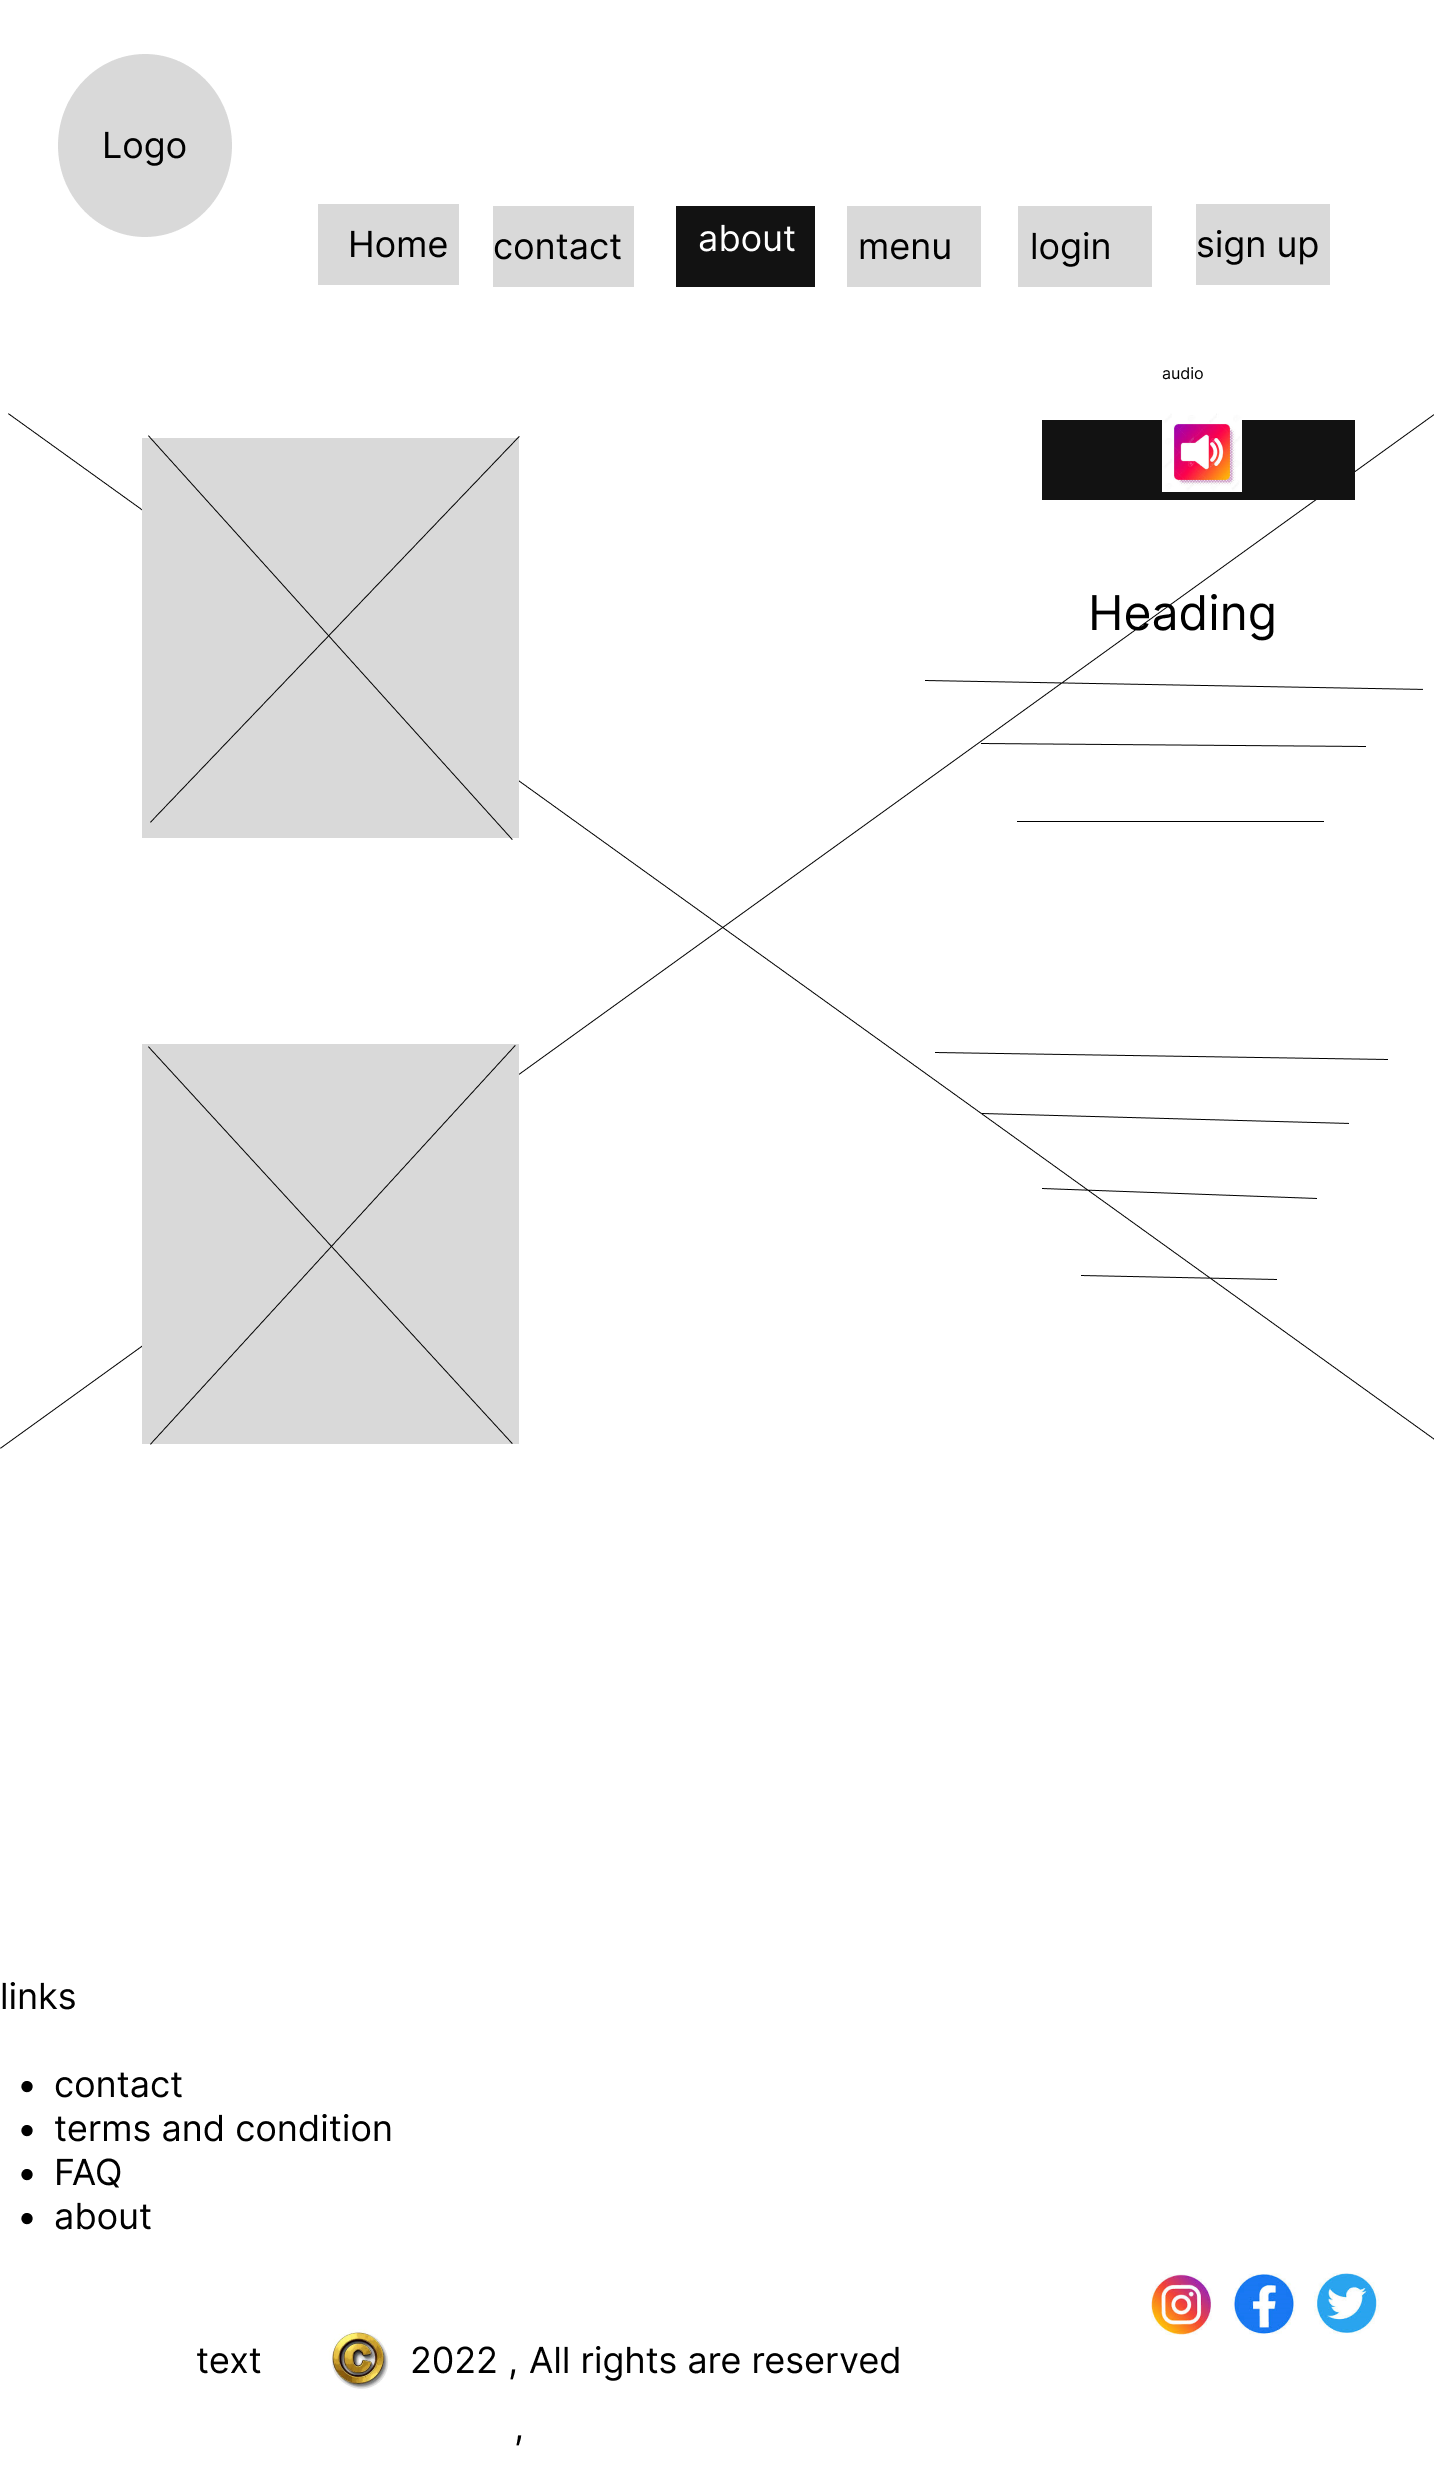 Logo
Home contact about menu login sign up
audio
Heading
links
• contact
• terms and condition
• FAQ
• about
text © 2022 , All rights are reserved
,